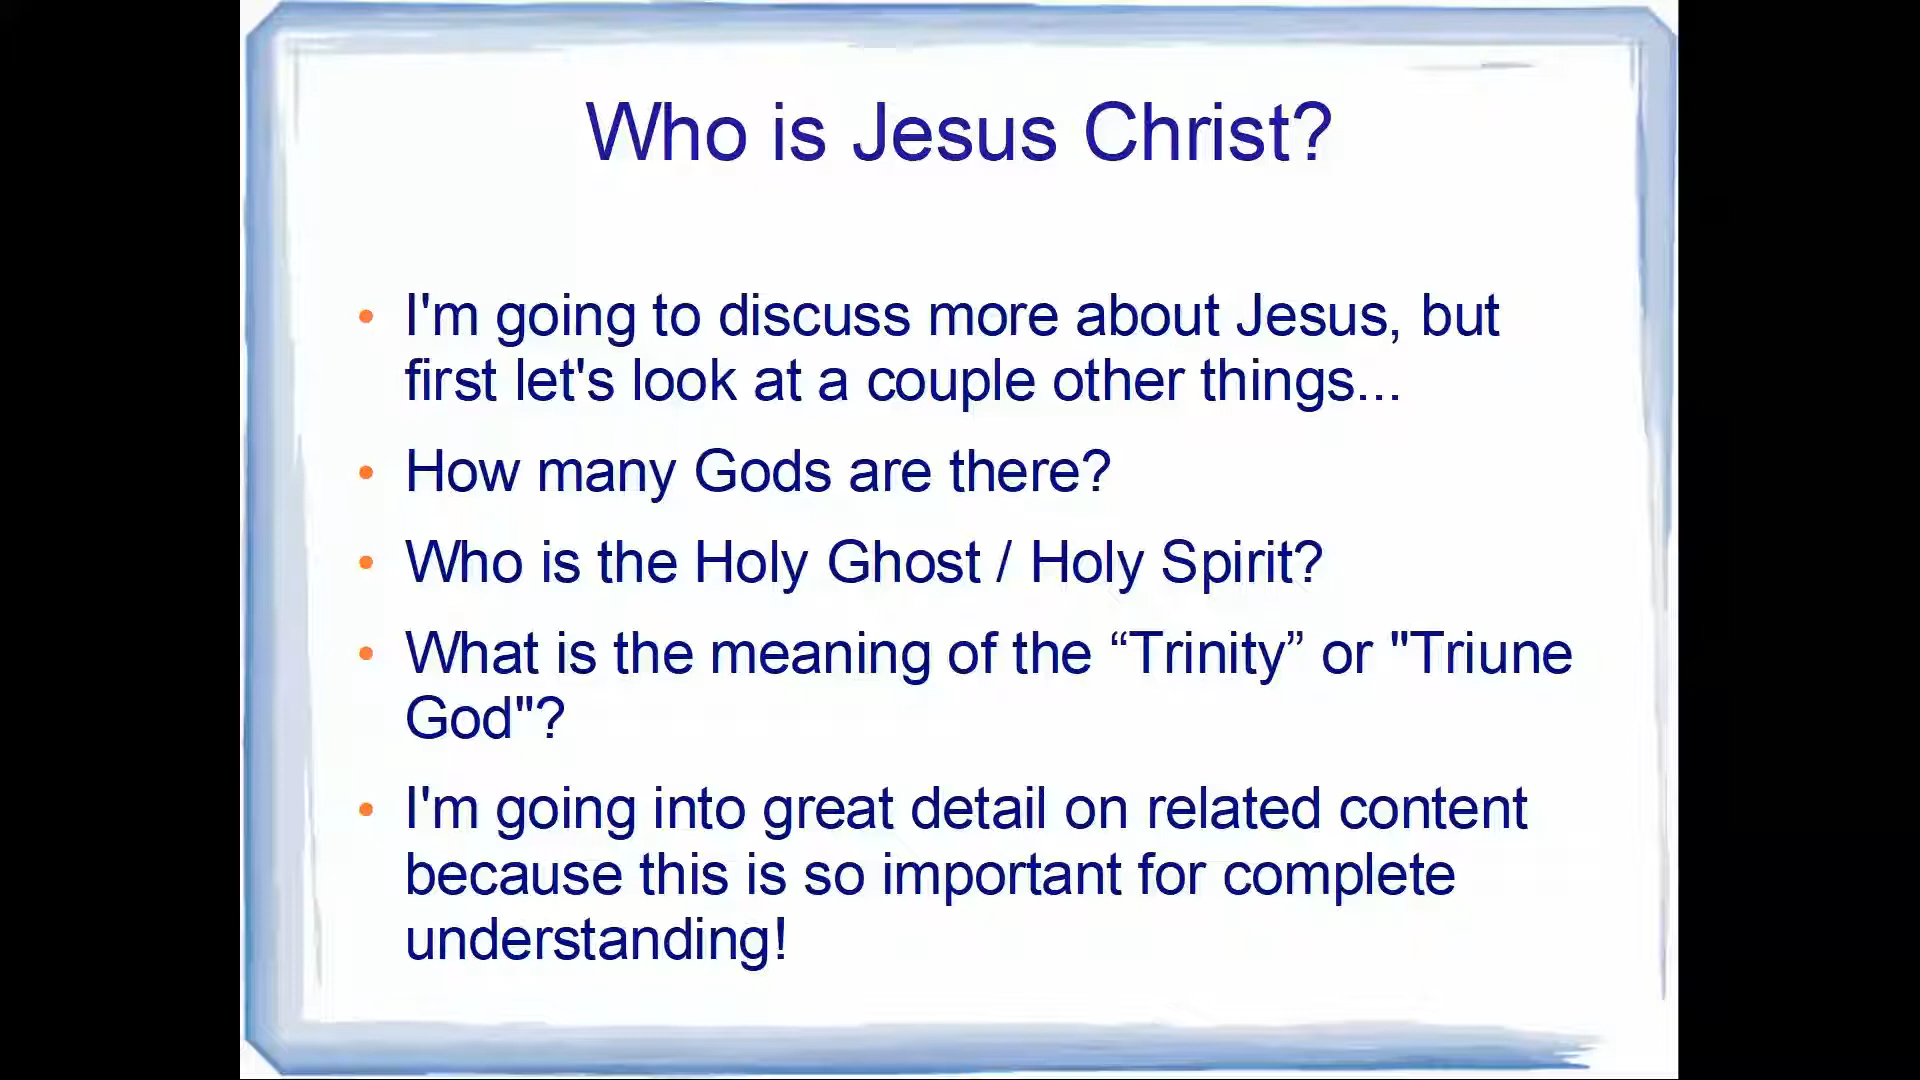 Who is Jesus Christ?
• I'm going to discuss more about Jesus, but
first let's look at a couple other things...
• How many Gods are there?
• Who is the Holy Ghost / Holy Spirit?
• What is the meaning of the “Trinity” or "Triune
God"?
• I'm going into great detail on related content
because this is so important for complete
understanding!